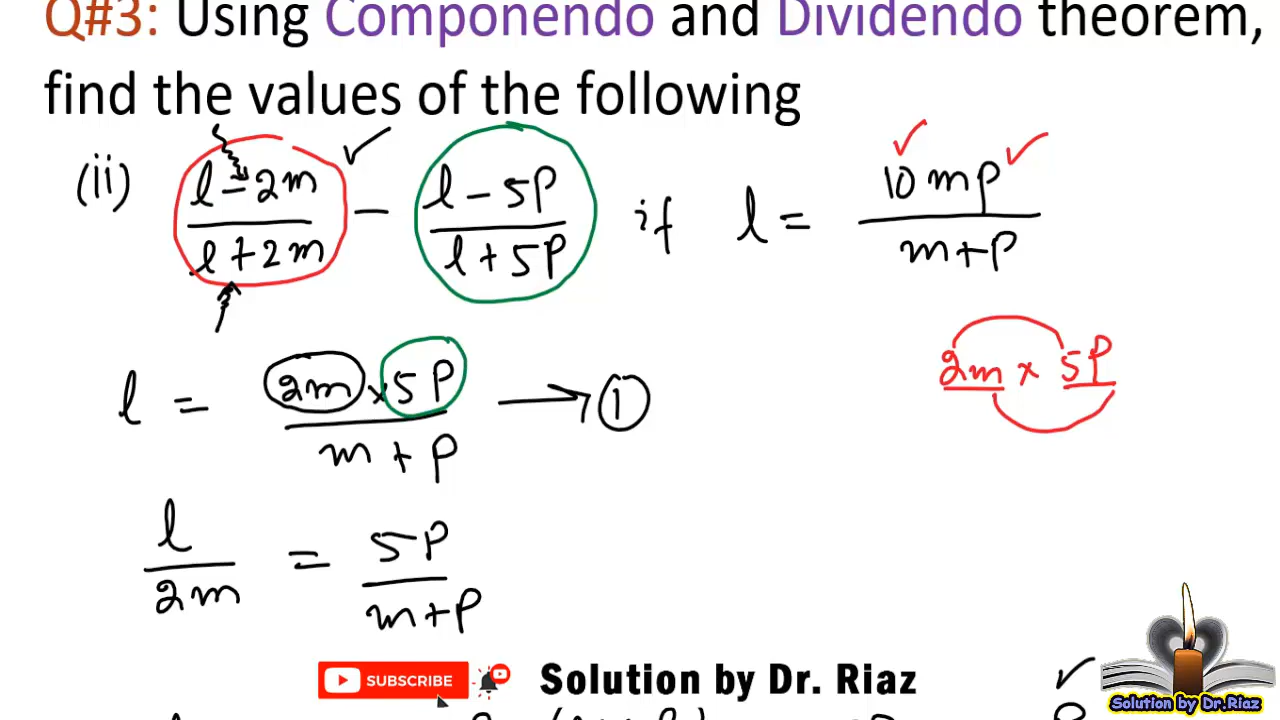 Q#3: Using Componendo and Dividendo theorem,
find the values of the following
(ii) (l - 2m)/(l + 2m) - (l - 5P)/(l + 5P) if l = 10mp/(m+P)
2m × 5P
l = (2m × 5P)/(m + P) → ①
l/2m = 5P/(m+P)
SUBSCRIBE
Solution by Dr. Riaz
Solution by Dr.Riaz